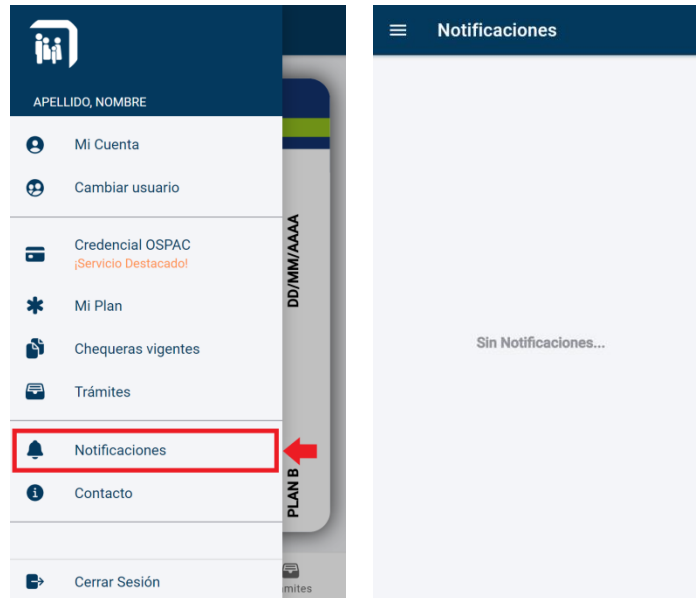 APELLIDO, NOMBRE
Mi Cuenta
Cambiar usuario
Credencial OSPAC
¡Servicio Destacado!
Mi Plan
Chequeras vigentes
Trámites
Notificaciones
Contacto
Cerrar Sesión
DD/MM/AAAA
PLAN B
mites
Notificaciones
Sin Notificaciones...